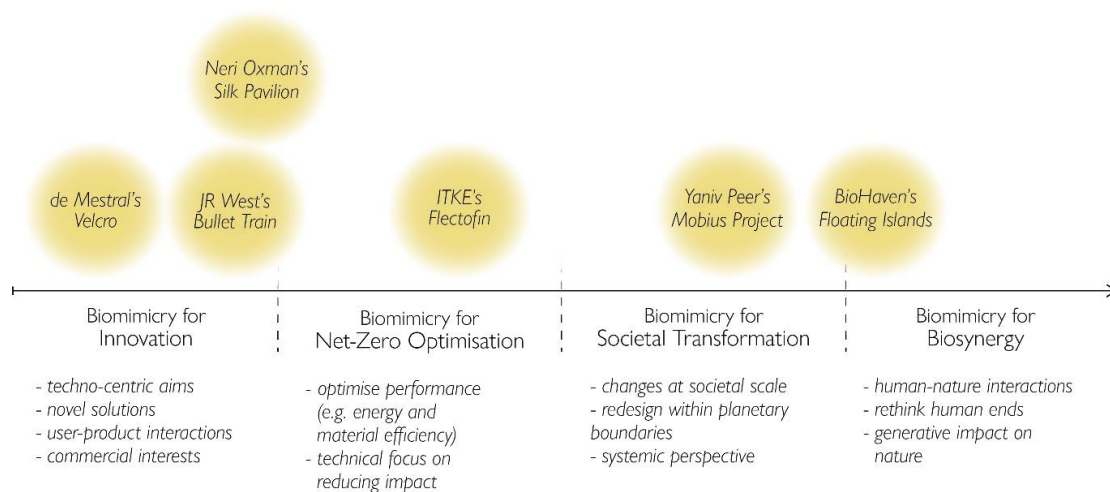 Neri Oxman's
Silk Pavilion
de Mestral's
Velcro
JR West's
Bullet Train
ITKE's
Flectofin
Yaniv Peer's
Mobius Project
BioHaven's
Floating Islands
Biomimicry for
Innovation
- techno-centric aims
- novel solutions
- user-product interactions
- commercial interests
Biomimicry for
Net-Zero Optimisation
- optimise performance
(e.g. energy and
material efficiency)
- technical focus on
reducing impact
Biomimicry for
Societal Transformation
- changes at societal scale
- redesign within planetary
boundaries
- systemic perspective
Biomimicry for
Biosynergy
- human-nature interactions
- rethink human ends
- generative impact on
nature